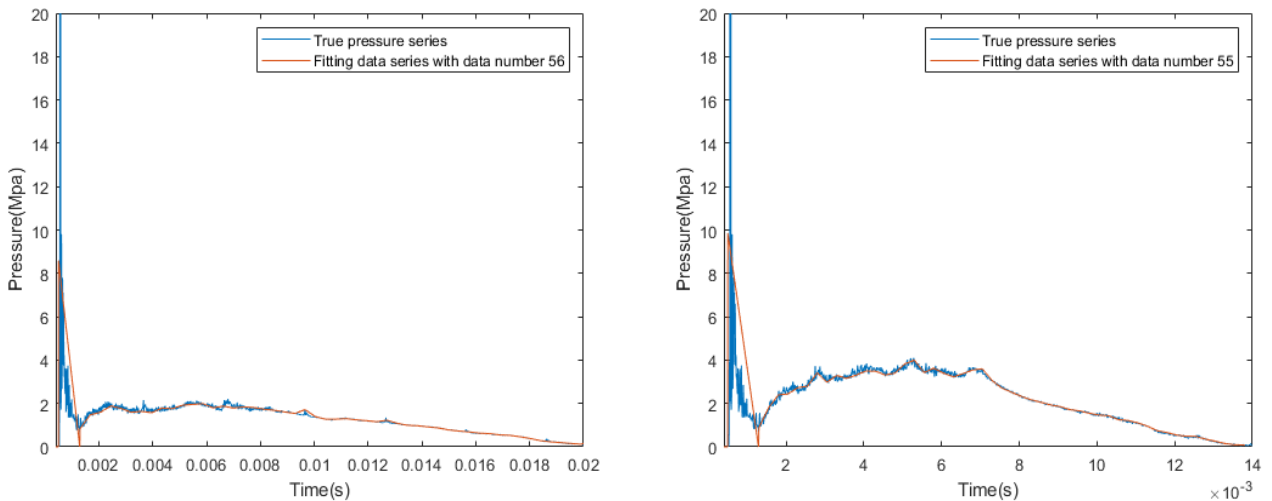 20
18
16
14
12
10
8
6
4
2
0
Pressure(Mpa)
True pressure series
Fitting data series with data number 56
0.002 0.004 0.006 0.008 0.01 0.012 0.014 0.016 0.018 0.02
Time(s)
20
18
16
14
12
10
8
6
4
2
0
Pressure(Mpa)
True pressure series
Fitting data series with data number 55
2 4 6 8 10 12 14
Time(s)
×10⁻³